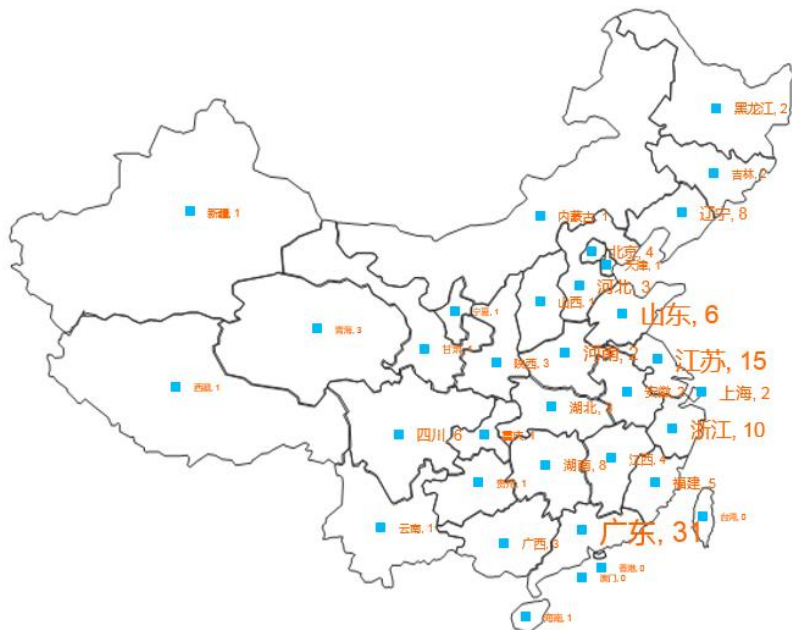 黑龙江, 2
吉林, 2
新疆, 1
内蒙古, 1
辽宁, 8
北京, 4
天津, 1
河北, 3
山西, 1
宁夏, 1
山东, 6
青海, 3
甘肃, 1
陕西, 3
河南, 2
江苏, 15
西藏, 1
安徽, 2
上海, 2
湖北, 3
四川, 6
重庆, 1
浙江, 10
湖南, 8
江西, 4
贵州, 1
福建, 5
云南, 1
广西, 3
广东, 31
台湾, 0
香港, 0
澳门, 0
海南, 1